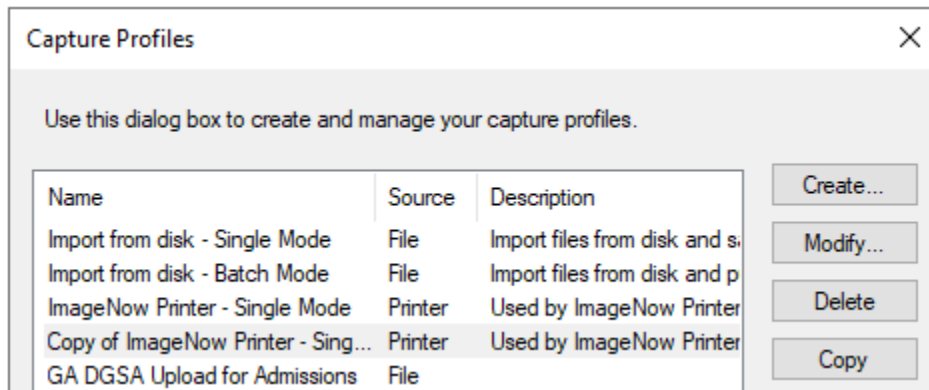 Capture Profiles
Use this dialog box to create and manage your capture profiles.
Name Source Description
Create...
Import from disk - Single Mode File Import files from disk and
Modify...
Import from disk - Batch Mode File Import files from disk and
ImageNow Printer - Single Mode Printer Used by ImageNow Printer
Delete
Copy of ImageNow Printer - Sing... Printer Used by ImageNow Printer
Copy
GA DGSA Upload for Admissions File